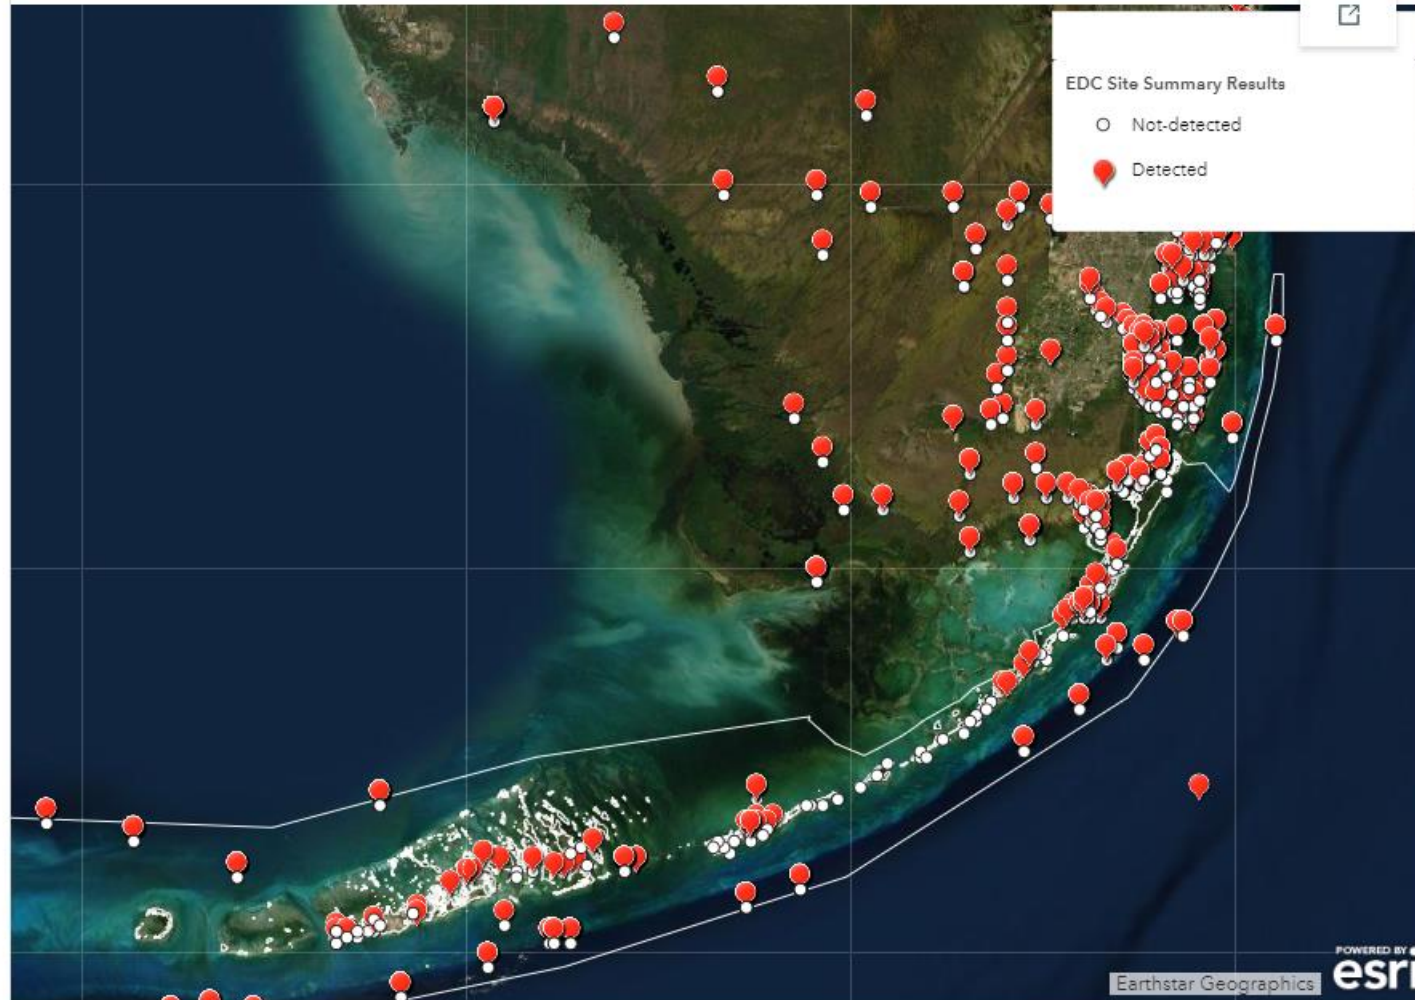 EDC Site Summary Results
Not-detected
Detected
POWERED BY
esri
Earthstar Geographics